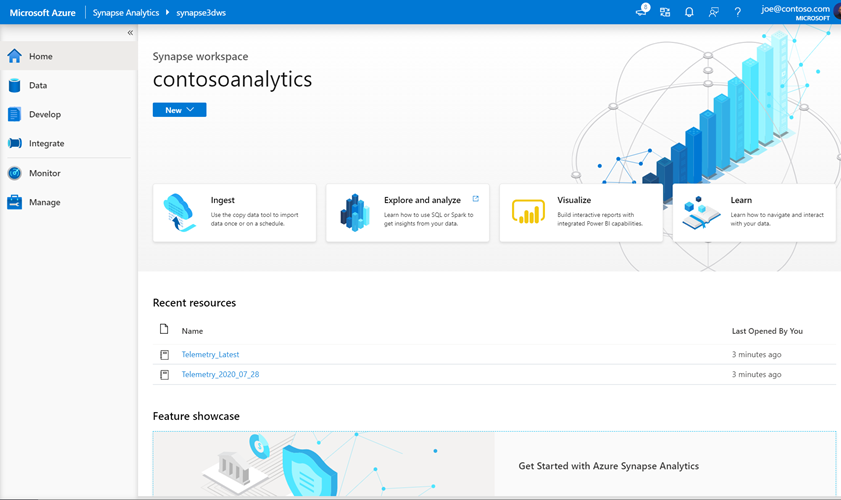 Microsoft Azure
Synapse Analytics
synapse3dws
8
joe@contoso.com
MICROSOFT
«
Home
Data
Develop
Integrate
Monitor
Manage
Synapse workspace
contosoanalytics
New
Ingest
Use the copy data tool to import
data once or on a schedule.
Explore and analyze
Learn how to use SQL or Spark to
get insights from your data.
Visualize
Build interactive reports with
integrated Power BI capabilities.
Learn
Learn how to navigate and interact
with your data.
Recent resources
Name
Last Opened By You
Telemetry_Latest
3 minutes ago
Telemetry_2020_07_28
3 minutes ago
Feature showcase
Get Started with Azure Synapse Analytics